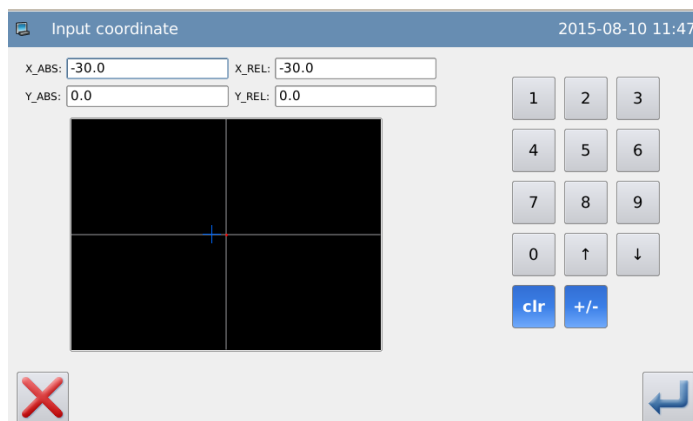 Input coordinate 2015-08-10 11:47
X_ABS: -30.0 X_REL: -30.0
Y_ABS: 0.0 Y_REL: 0.0
1 2 3
4 5 6
7 8 9
0 ↑ ↓
clr +/-